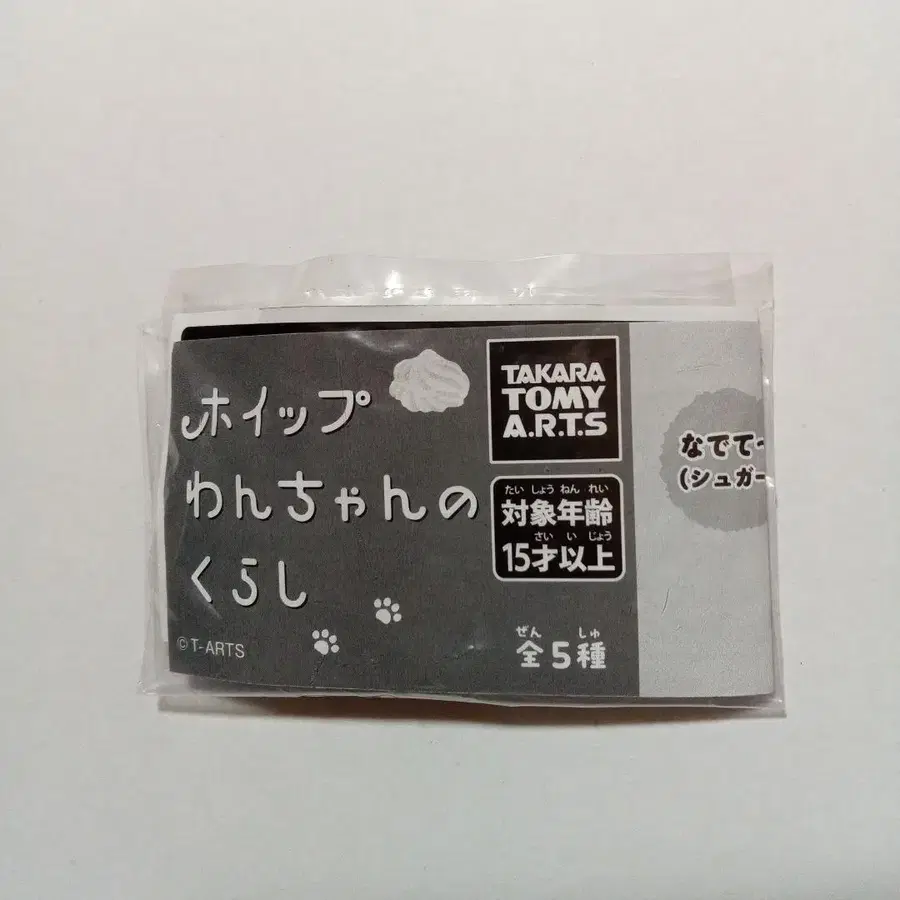 ホイップ
わんちゃんの
くらし
©T-ARTS
TAKARA
TOMY
A.R.T.S
たいしょうねんれい
対象年齢
さいいじょう
15才以上
ぜんしゅ
全5種
なでて
(シュガー